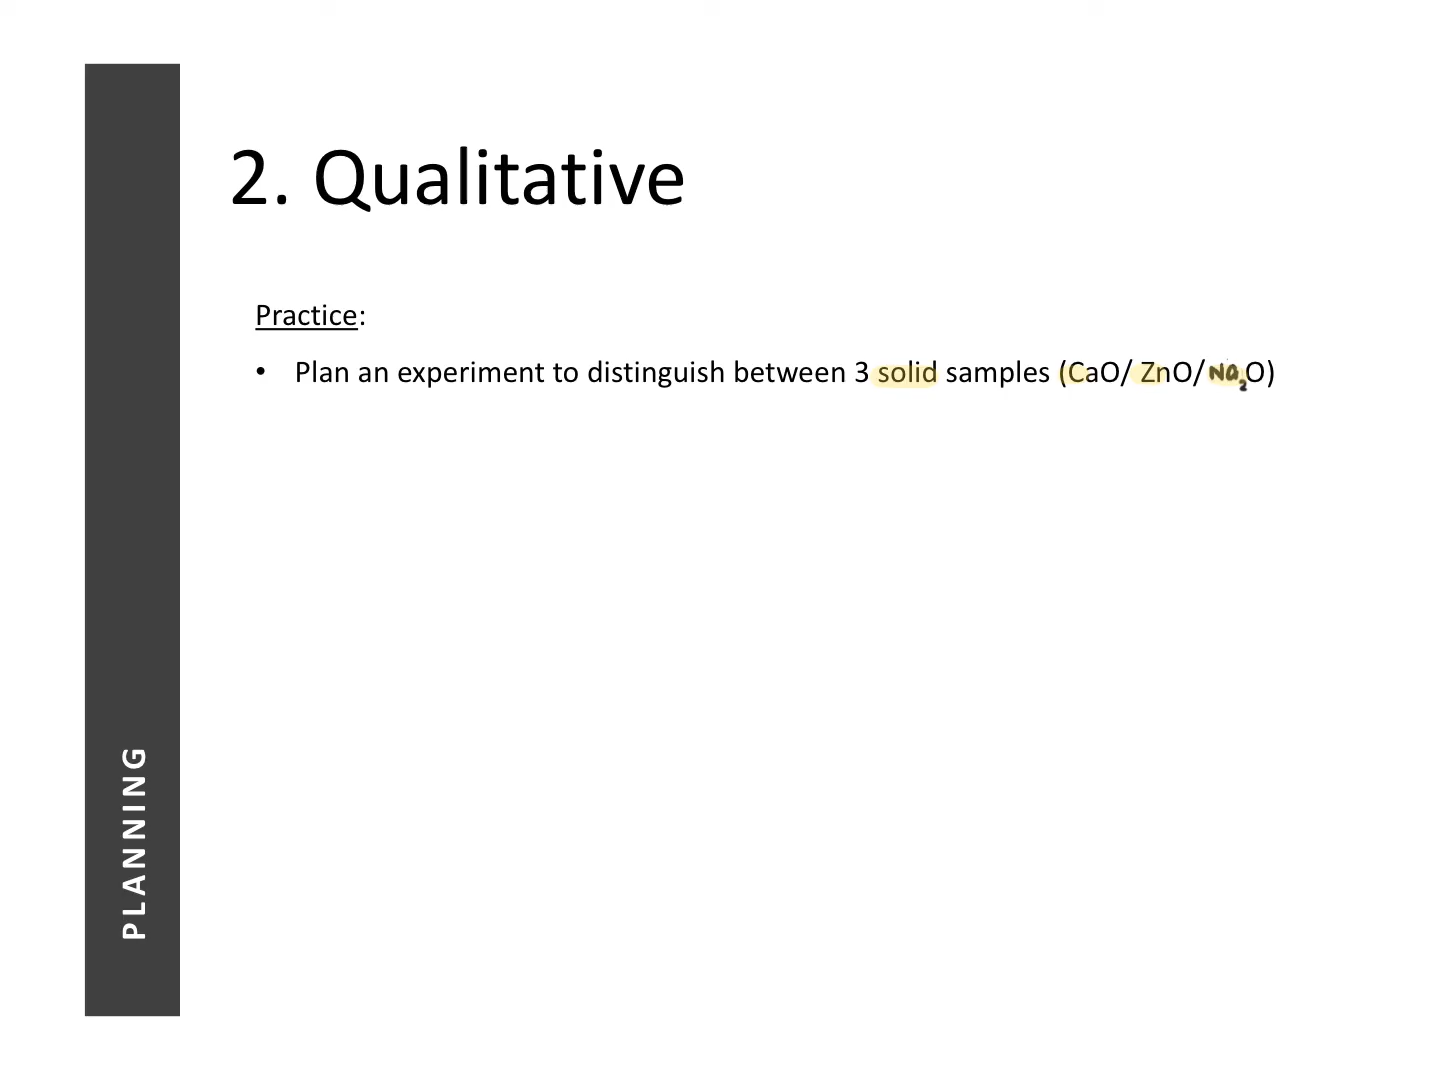 2. Qualitative
Practice:
• Plan an experiment to distinguish between 3 solid samples (CaO/ ZnO/ Na₂O)
PLANNING